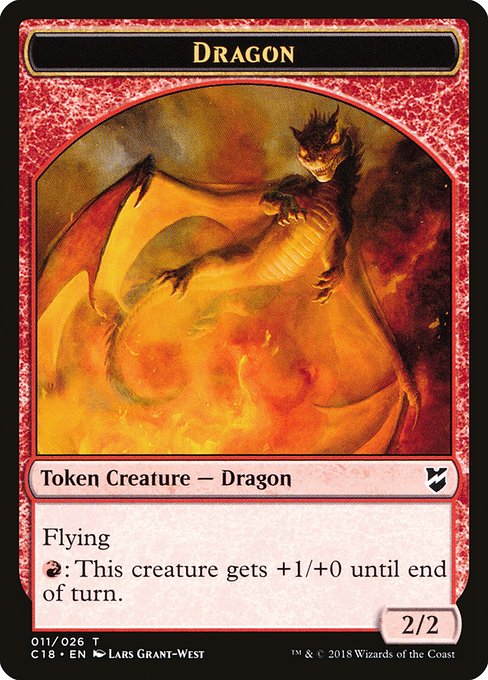 Dragon
Token Creature — Dragon
Flying
: This creature gets +1/+0 until end
of turn.
2/2
011/026 T
C18 • EN Lars Grant-West
™ & © 2018 Wizards of the Coast